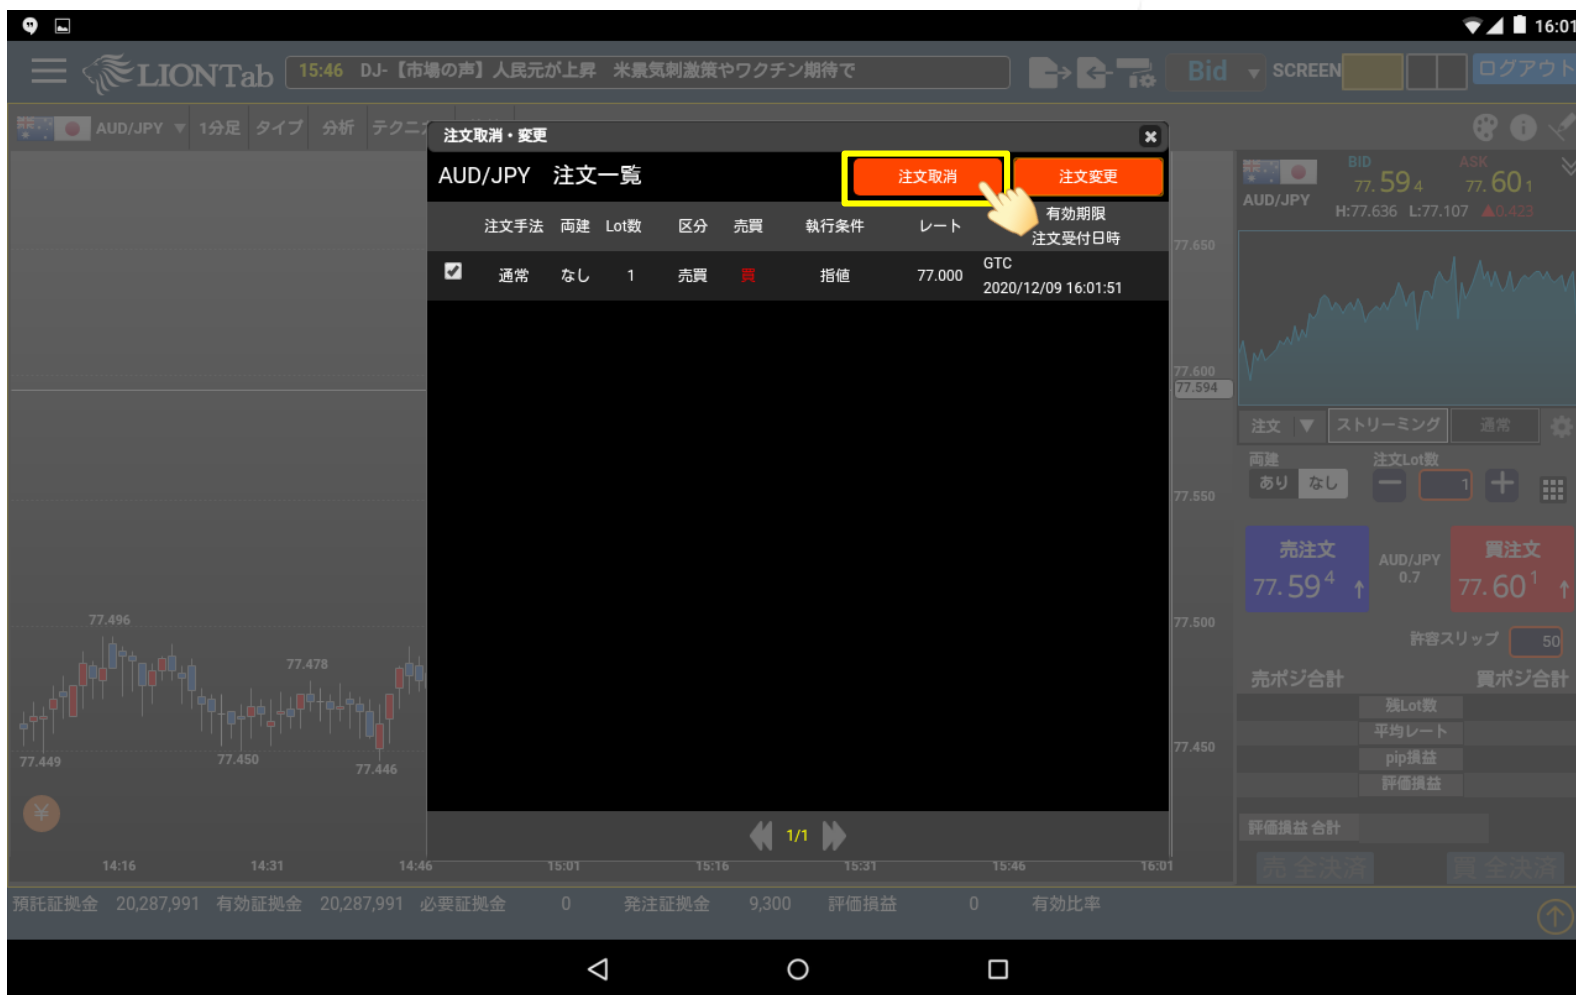 16:01
LIONTab
15:46 DJ-【市場の声】人民元が上昇 米景気刺激策やワクチン期待で
Bid ▼ SCREEN
ログアウト
AUD/JPY ▼ 1分足 タイプ 分析
注文取消・変更
AUD/JPY 注文一覧
注文取消
注文変更
注文手法 両建 Lot数 区分 売買 執行条件 レート 有効期限
注文受付日時
通常 なし 1 売買 買 指値 77.000 GTC
2020/12/09 16:01:51
1/1
77.650
77.600
77.594
77.550
77.500
77.450
77.496
77.478
77.449
77.450
77.446
¥
14:16 14:31 14:46 15:01 15:16 15:31 15:46 16:01
AUD/JPY
BID
77.594
ASK
77.601
H:77.636 L:77.107 ▲0.423
注文 ▼ ストリーミング 通常
両建 注文Lot数
あり なし 1
売注文
77.594
AUD/JPY
0.7
買注文
77.601
許容スリップ 50
売ポジ合計 買ポジ合計
残Lot数
平均レート
pip損益
評価損益
評価損益合計
売 全決済 買 全決済
預託証拠金 20,287,991 有効証拠金 20,287,991 必要証拠金 0 発注証拠金 9,300 評価損益 0 有効比率